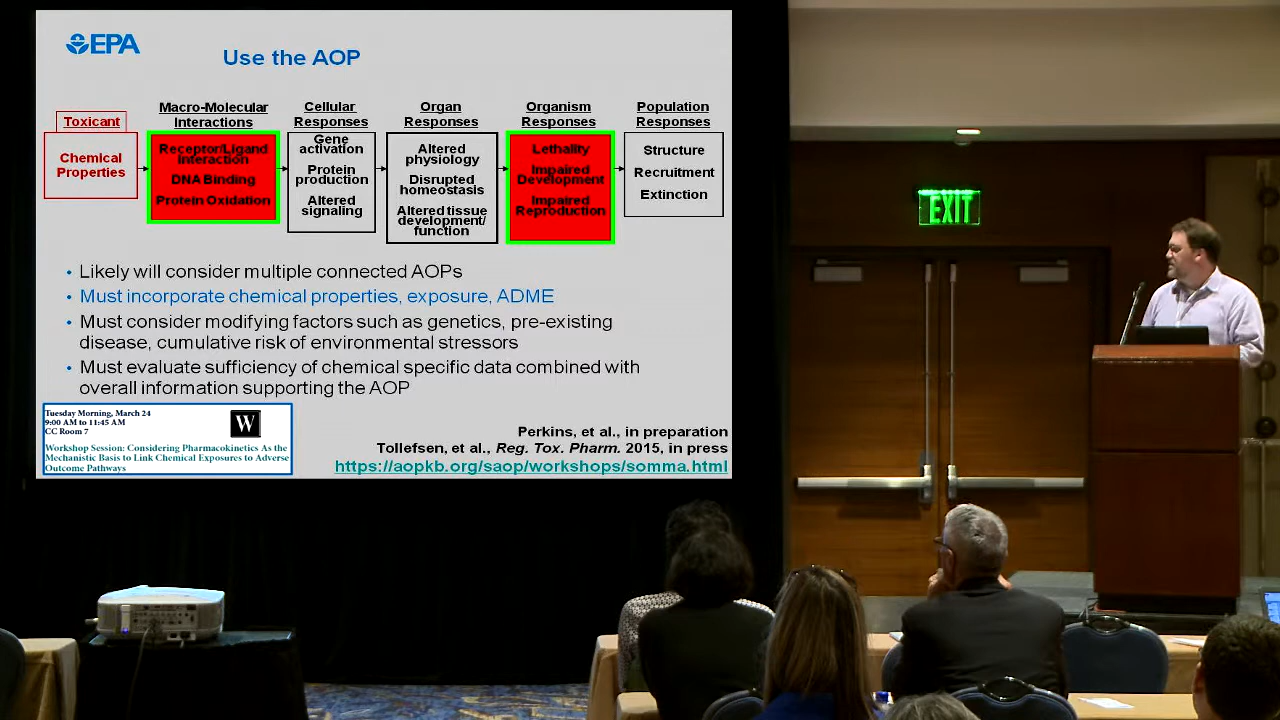 EPA
Use the AOP
Toxicant
Chemical
Properties
Macro-Molecular
Interactions
Receptor/Ligand
interaction
DNA Binding
Protein Oxidation
Cellular
Responses
Gene
activation
Protein
production
Altered
signaling
Organ
Responses
Altered
physiology
Disrupted
homeostasis
Altered tissue
development/
function
Organism
Responses
Lethality
Impaired
Development
Impaired
Reproduction
Population
Responses
Structure
Recruitment
Extinction
• Likely will consider multiple connected AOPs
• Must incorporate chemical properties, exposure, ADME
• Must consider modifying factors such as genetics, pre-existing
disease, cumulative risk of environmental stressors
• Must evaluate sufficiency of chemical specific data combined with
overall information supporting the AOP
Tuesday Morning, March 24
9:00 AM to 11:45 AM
CC Room 7
W
Workshop Session: Considering Pharmacokinetics As the
Mechanistic Basis to Link Chemical Exposures to Adverse
Outcome Pathways
Perkins, et al., in preparation
Tollefsen, et al., Reg. Tox. Pharm. 2015, in press
https://aopkb.org/saop/workshops/somma.html
EXIT